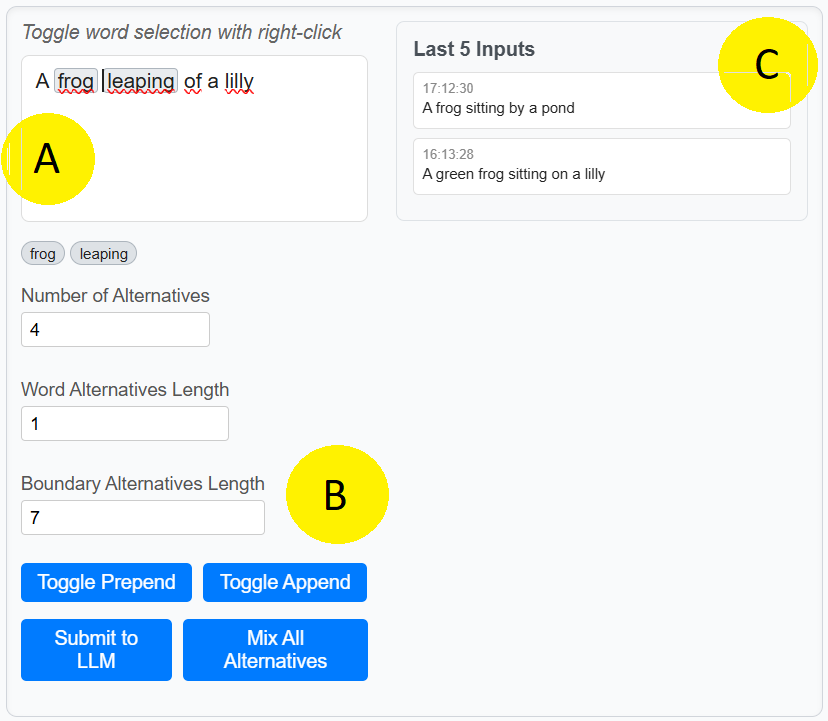 Toggle word selection with right-click
A frog leaping of a lilly
A
frog leaping
Number of Alternatives
4
Word Alternatives Length
1
Boundary Alternatives Length
7
B
Toggle Prepend Toggle Append
Submit to
LLM
Mix All
Alternatives
Last 5 Inputs
C
17:12:30
A frog sitting by a pond
16:13:28
A green frog sitting on a lilly